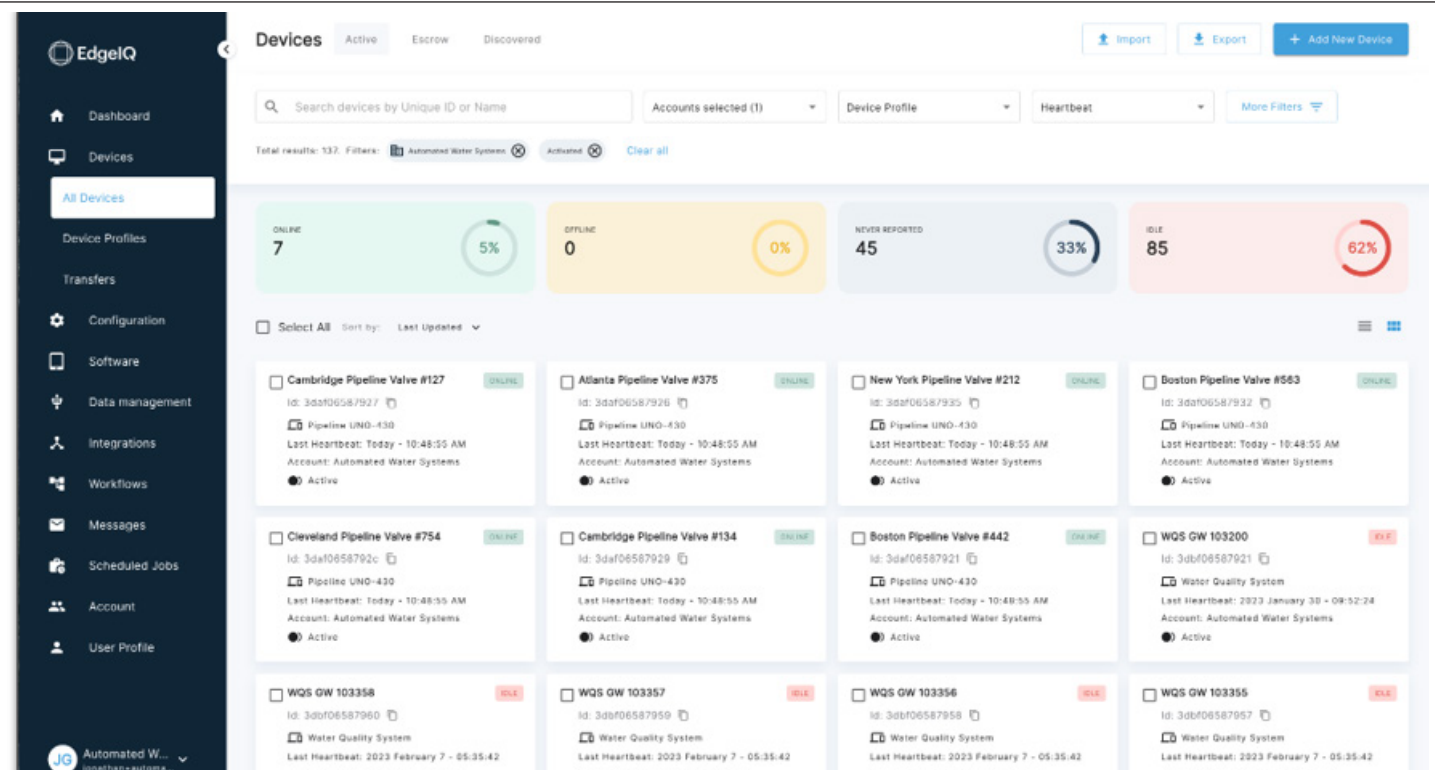 EdgeIQ
Dashboard
Devices
All Devices
Device Profiles
Transfers
Configuration
Software
Data management
Integrations
Workflows
Messages
Scheduled Jobs
Account
User Profile
JG
Automated W...
jonathan+automa...
Devices Active Escrow Discovered
Import Export + Add New Device
Search devices by Unique ID or Name Accounts selected (1) Device Profile Heartbeat More Filters
Total results: 137. Filters: Automated Water Systems Activated Clear all
ONLINE
7
5%
OFFLINE
0
0%
NEVER REPORTED
45
33%
IDLE
85
62%
Select All Sort by: Last Updated
Cambridge Pipeline Valve #127 ONLINE
Id: 3daf06587927
Pipeline UNO-430
Last Heartbeat: Today - 10:48:55 AM
Account: Automated Water Systems
Active
Atlanta Pipeline Valve #375 ONLINE
Id: 3daf06587926
Pipeline UNO-430
Last Heartbeat: Today - 10:48:55 AM
Account: Automated Water Systems
Active
New York Pipeline Valve #212 ONLINE
Id: 3daf06587935
Pipeline UNO-430
Last Heartbeat: Today - 10:48:55 AM
Account: Automated Water Systems
Active
Boston Pipeline Valve #563 ONLINE
Id: 3daf06587932
Pipeline UNO-430
Last Heartbeat: Today - 10:48:55 AM
Account: Automated Water Systems
Active
Cleveland Pipeline Valve #754 ONLINE
Id: 3daf0658792c
Pipeline UNO-430
Last Heartbeat: Today - 10:48:55 AM
Account: Automated Water Systems
Active
Cambridge Pipeline Valve #134 ONLINE
Id: 3daf06587929
Pipeline UNO-430
Last Heartbeat: Today - 10:48:55 AM
Account: Automated Water Systems
Active
Boston Pipeline Valve #442 ONLINE
Id: 3daf06587921
Pipeline UNO-430
Last Heartbeat: Today - 10:48:55 AM
Account: Automated Water Systems
Active
WQS GW 103200 IDLE
Id: 3dbf06587921
Water Quality System
Last Heartbeat: 2023 January 30 - 09:52:24
Account: Automated Water Systems
Active
WQS GW 103358 IDLE
Id: 3dbf06587960
Water Quality System
Last Heartbeat: 2023 February 7 - 05:35:42
WQS GW 103357 IDLE
Id: 3dbf06587959
Water Quality System
Last Heartbeat: 2023 February 7 - 05:35:42
WQS GW 103356 IDLE
Id: 3dbf06587958
Water Quality System
Last Heartbeat: 2023 February 7 - 05:35:42
WQS GW 103355 IDLE
Id: 3dbf06587957
Water Quality System
Last Heartbeat: 2023 February 7 - 05:35:42